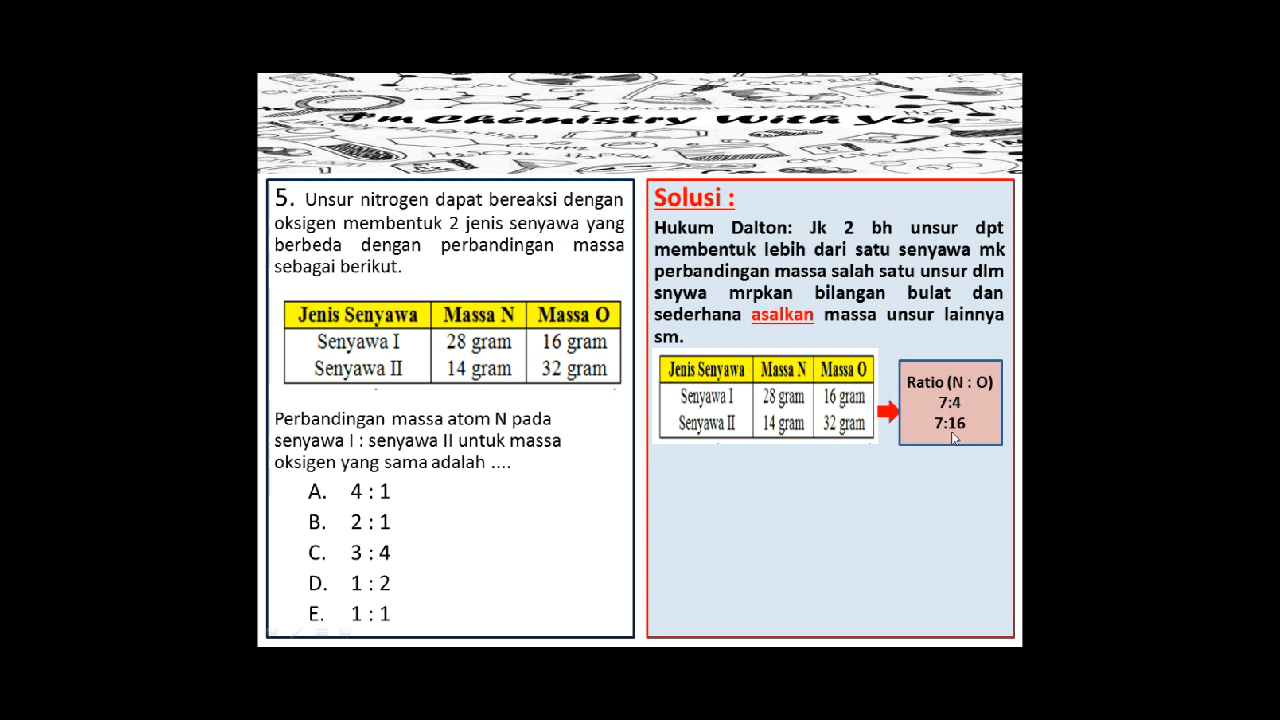 I'm Chemistry With You
5. Unsur nitrogen dapat bereaksi dengan
oksigen membentuk 2 jenis senyawa yang
berbeda dengan perbandingan massa
sebagai berikut.
Jenis Senyawa Massa N Massa O
Senyawa I 28 gram 16 gram
Senyawa II 14 gram 32 gram
Perbandingan massa atom N pada
senyawa I : senyawa II untuk massa
oksigen yang sama adalah ....
A. 4 : 1
B. 2 : 1
C. 3 : 4
D. 1 : 2
E. 1 : 1
Solusi :
Hukum Dalton: Jk 2 bh unsur dpt
membentuk lebih dari satu senyawa mk
perbandingan massa salah satu unsur dlm
snywa mrpkan bilangan bulat dan
sederhana asalkan massa unsur lainnya
sm.
Jenis Senyawa Massa N Massa O
Senyawa I 28 gram 16 gram
Senyawa II 14 gram 32 gram
Ratio (N : O)
7:4
7:16